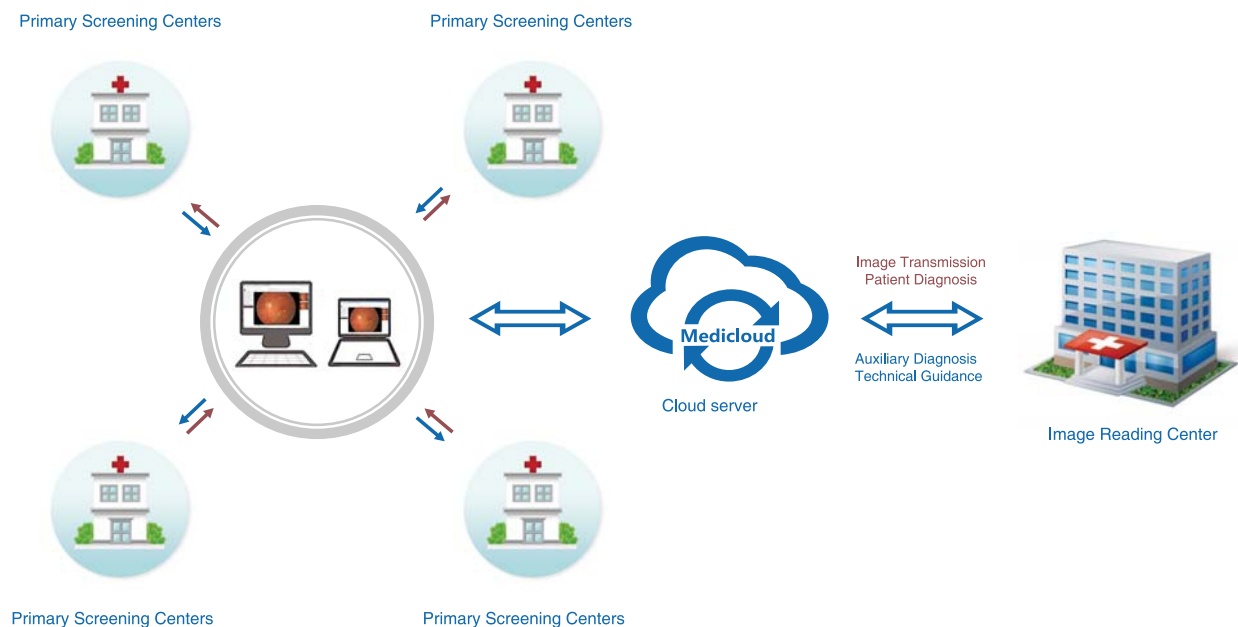 Primary Screening Centers
Primary Screening Centers
Image Transmission
Patient Diagnosis
Medicloud
Auxiliary Diagnosis
Technical Guidance
Cloud server
Image Reading Center
Primary Screening Centers
Primary Screening Centers